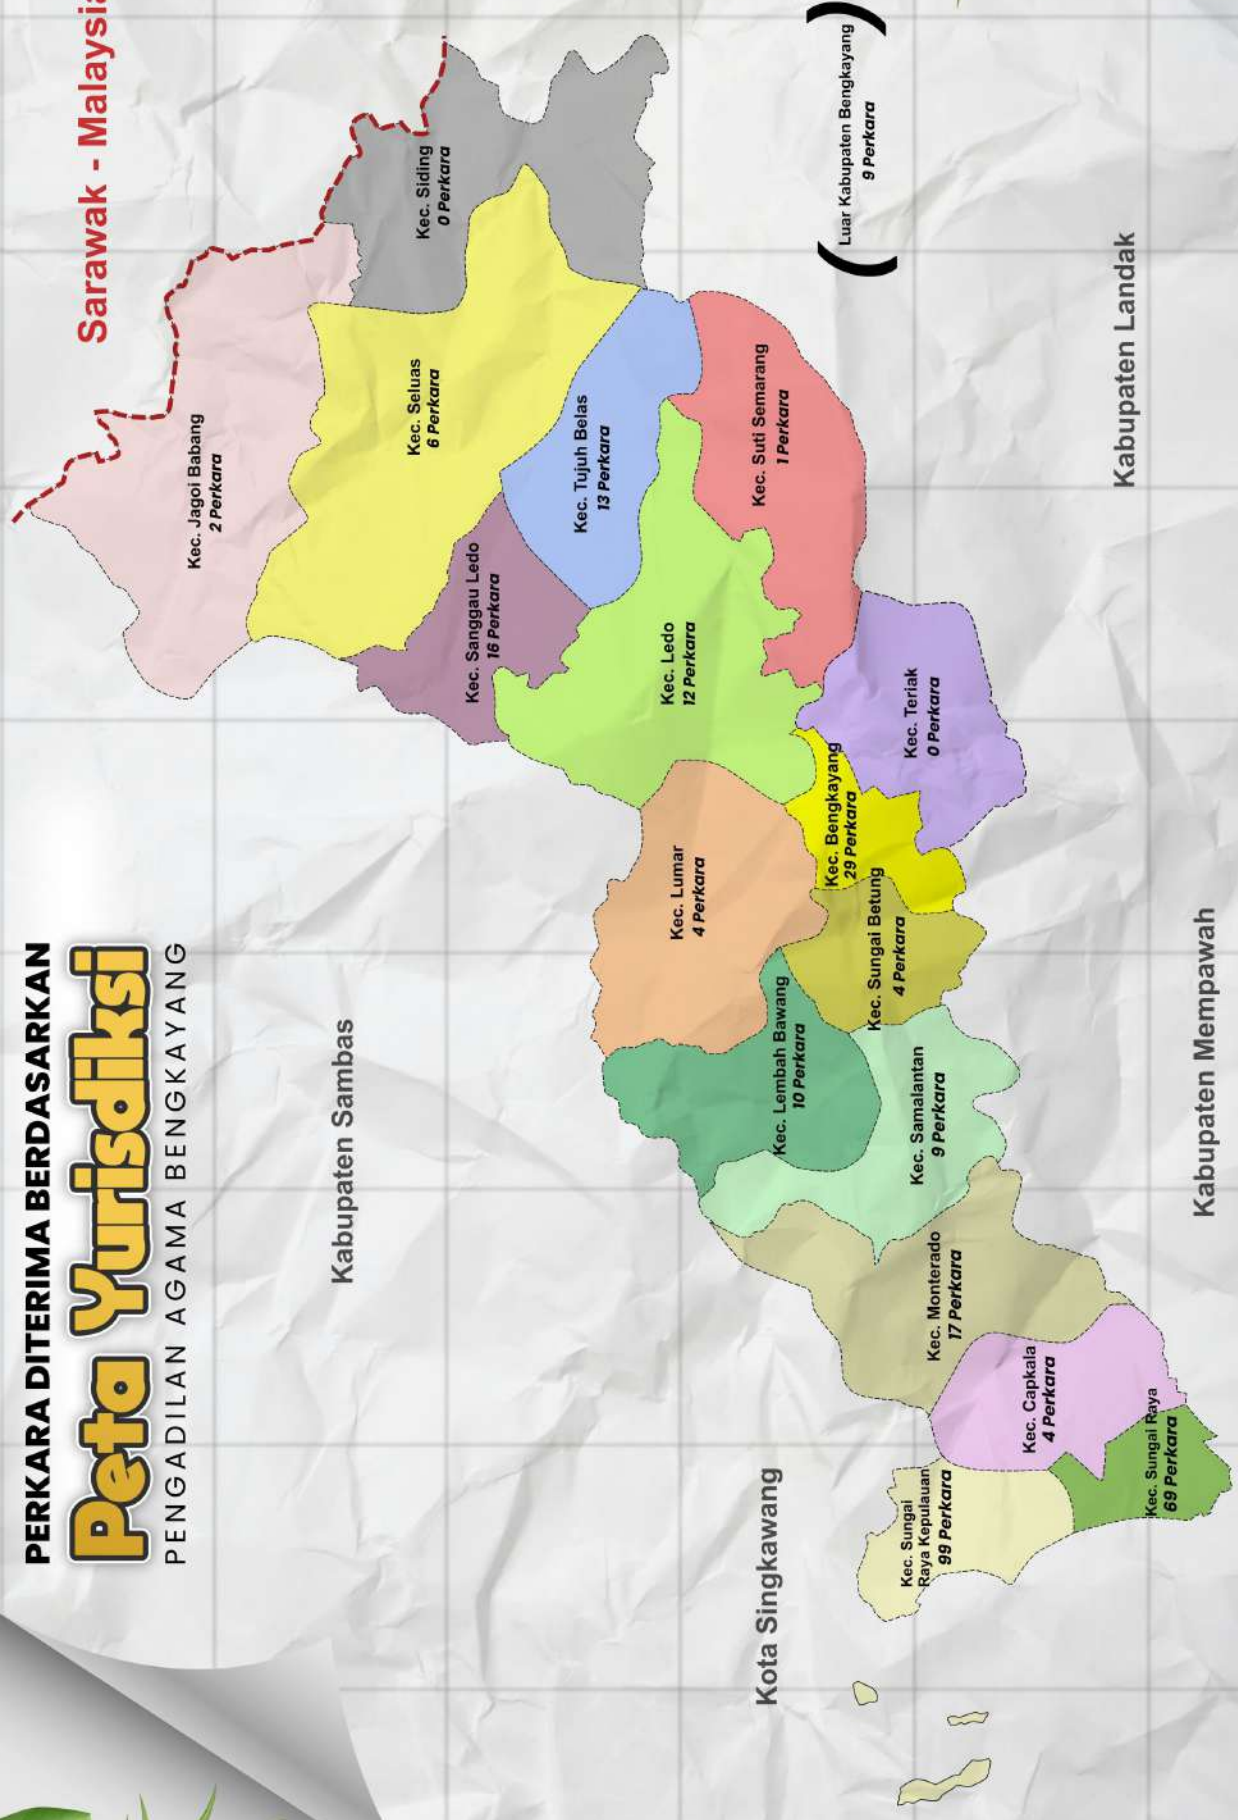 PERKARA DITERIMA BERDASARKAN
Peta Yurisdiksi
PENGADILAN AGAMA BENGKAYANG
Sarawak - Malaysia
Kabupaten Sambas
Kec. Jagoi Babang
2 Perkara
Kec. Siding
0 Perkara
Kec. Seluas
6 Perkara
Kec. Sanggau Ledo
16 Perkara
Kec. Tujuh Belas
13 Perkara
Kec. Ledo
12 Perkara
Kec. Suti Semarang
1 Perkara
Kec. Lumar
4 Perkara
Kec. Bengkayang
29 Perkara
Kec. Teriak
0 Perkara
Kec. Lembah Bawang
10 Perkara
Kec. Sungai Betung
4 Perkara
Kec. Samalantan
9 Perkara
Kec. Monterado
17 Perkara
Kec. Capkala
4 Perkara
Kec. Sungai
Raya Kepulauan
99 Perkara
Kec. Sungai Raya
69 Perkara
Kota Singkawang
(Luar Kabupaten Bengkayang)
9 Perkara
Kabupaten Landak
Kabupaten Mempawah